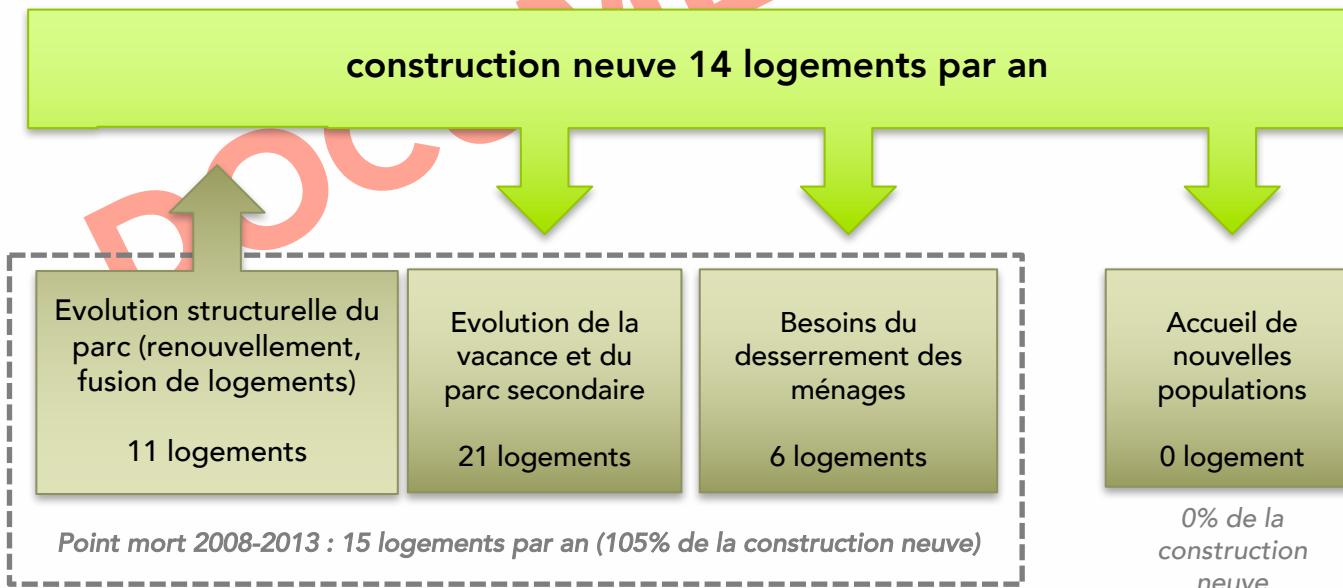 construction neuve 14 logements par an
Evolution structurelle du
parc (renouvellement,
fusion de logements)
11 logements
Evolution de la
vacance et du
parc secondaire
21 logements
Besoins du
desserrement des
ménages
6 logements
Accueil de
nouvelles
populations
0 logement
Point mort 2008-2013 : 15 logements par an (105% de la construction neuve)
0% de la
construction
neuve